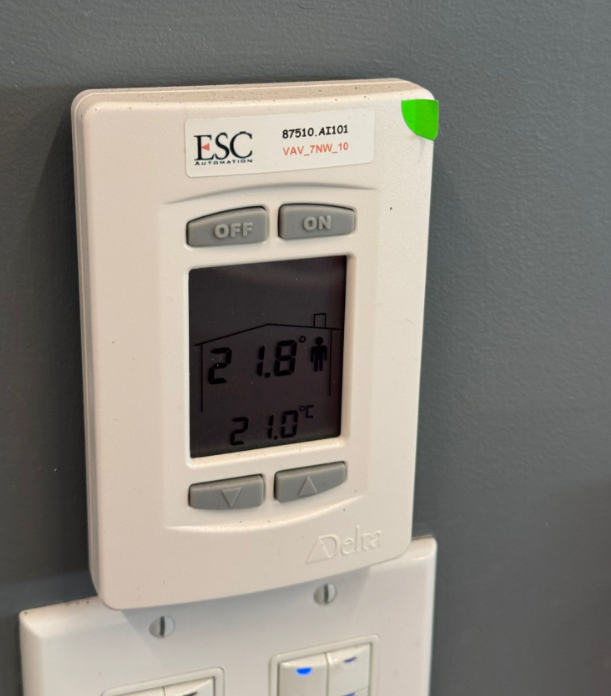 ESC
AUTOMATION
87510.AI101
VAV_7NW_10
OFF
ON
21.8°
21.0°C
Delta